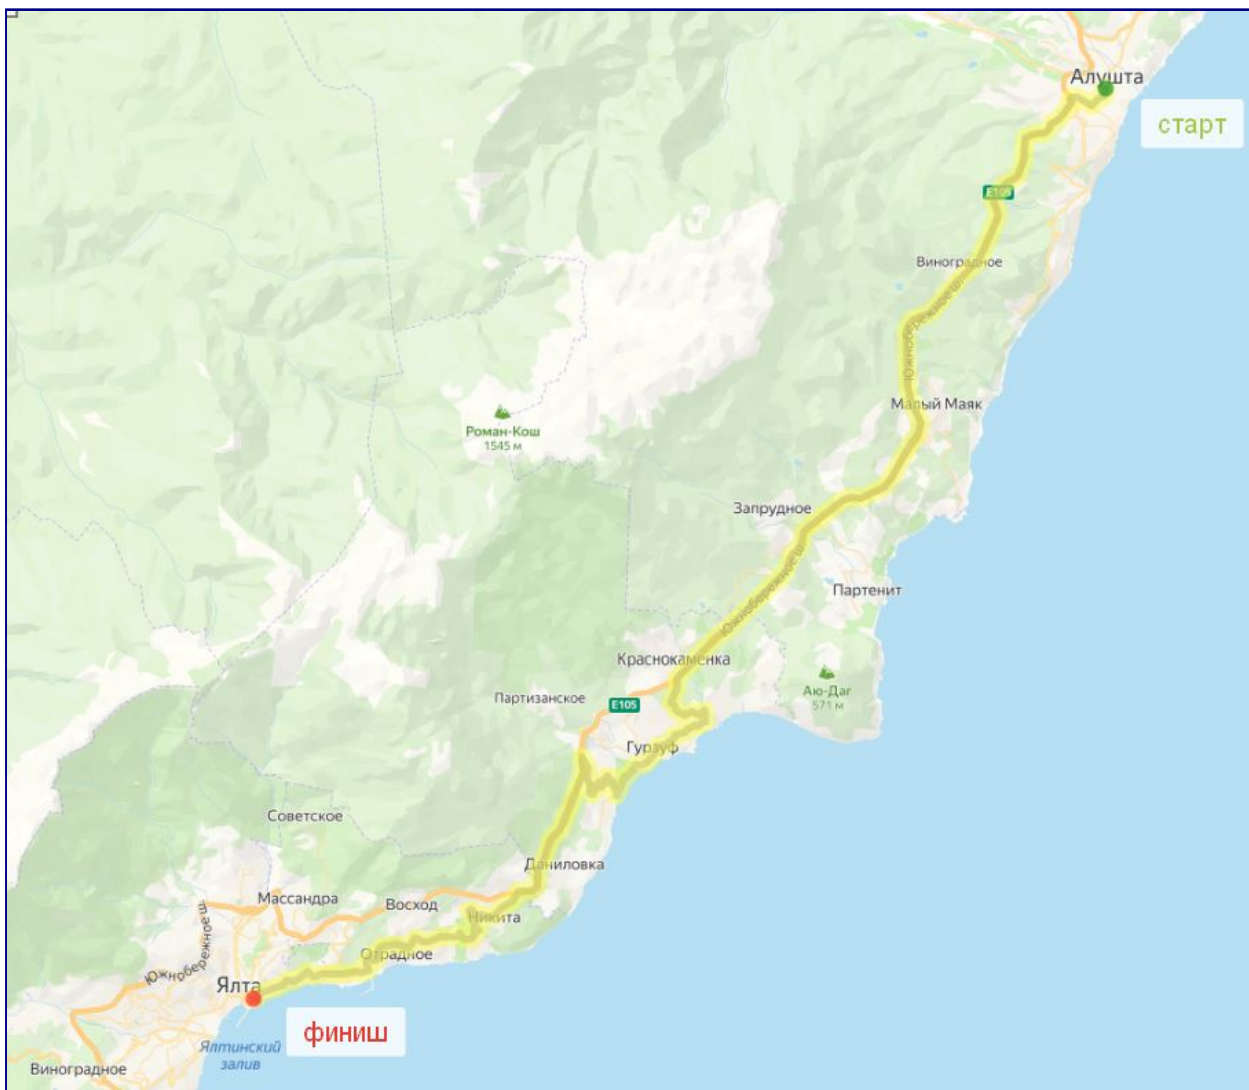 Алушта
старт
E105
Виноградное
Южнобережное ш.
Южнобережное ш.
Малый Маяк
Роман-Кош
1545 м
Запрудное
Южнобережное ш.
Партенит
Краснокаменка
Аю-Даг
571 м
Партизанское
E105
Гурзуф
Советское
Даниловка
Массандра
Восход
Никита
Южнобережное ш.
Отрадное
Ялта
финиш
Ялтинский
залив
Виноградное